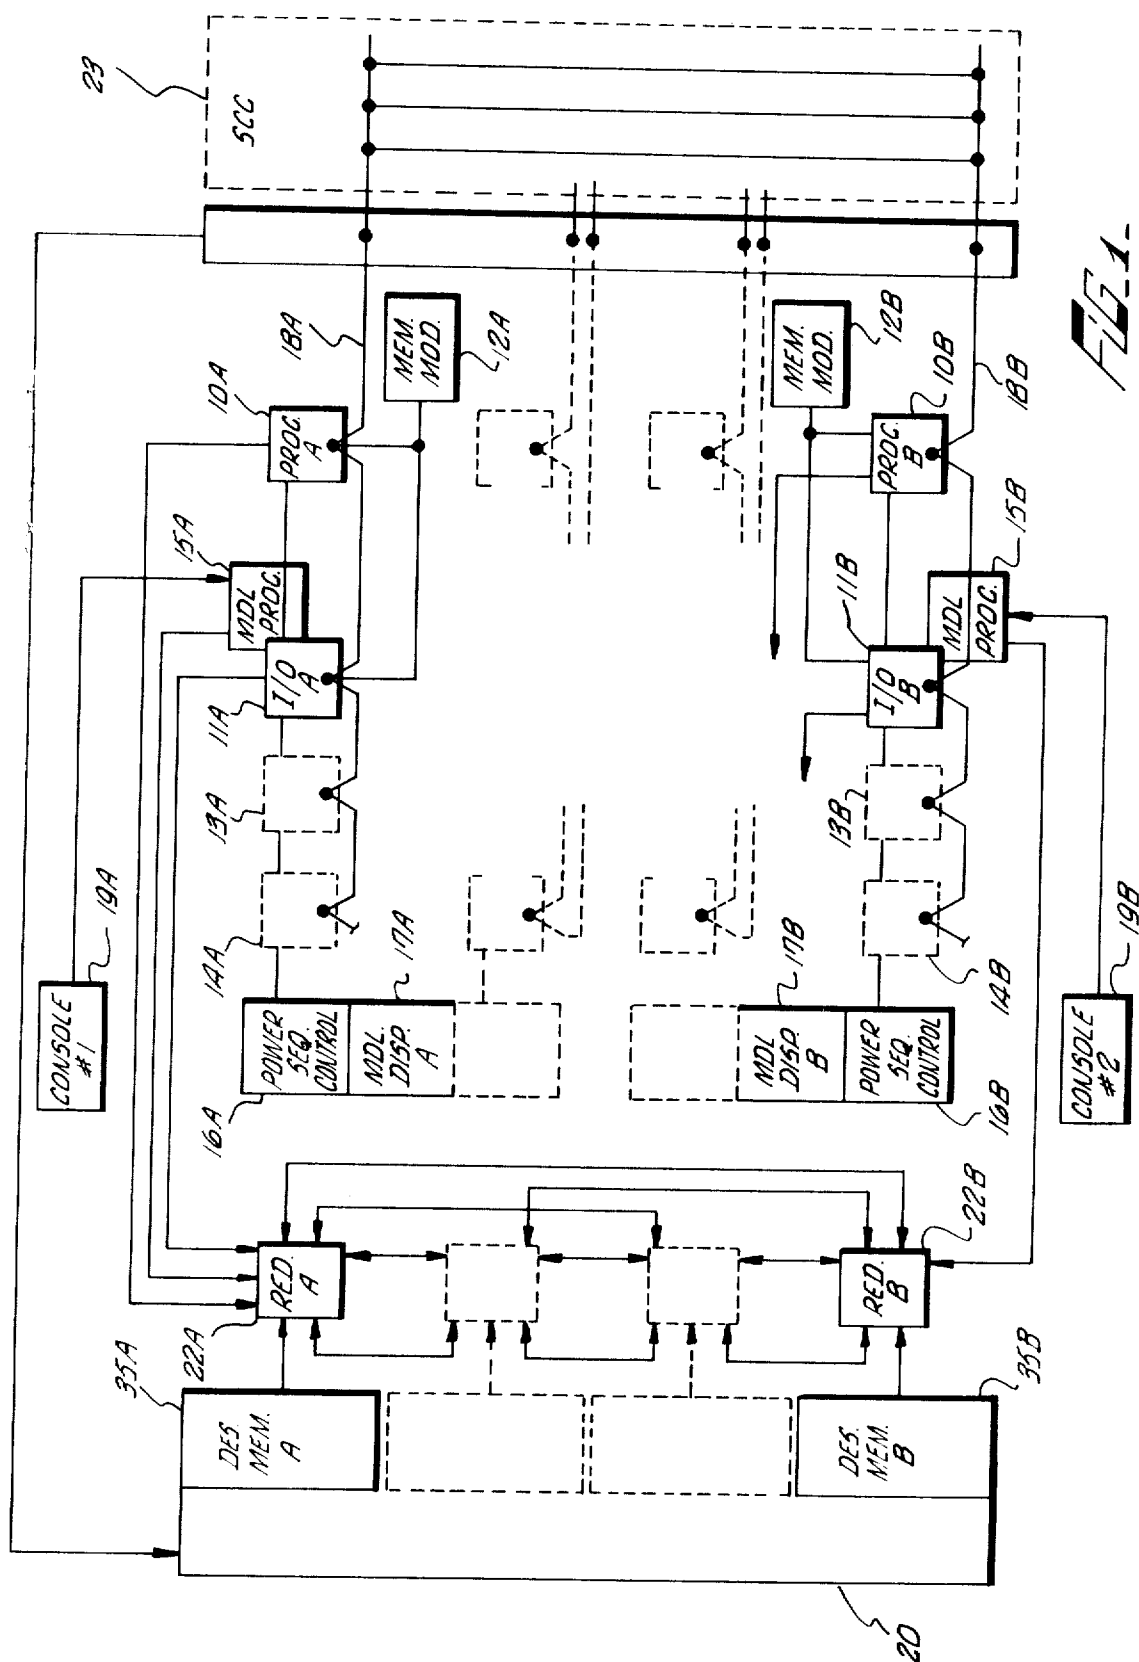 23
SCC
18A
10A
PROC.
A
MEM.
MOD.
12A
15A
MDL
PROC.
I/O
A
11A
13A
14A
CONSOLE
#1
19A
17A
POWER
SEQ.
CONTROL
MDL.
DISP.
A
16A
22A
RED.
A
35A
DES.
MEM.
A
MEM.
MOD.
12B
PROC.
B
10B
18B
11B
I/O
B
MDL
PROC.
15B
13B
14B
17B
MDL
DISP.
B
POWER
SEQ.
CONTROL
16B
CONSOLE
#2
19B
RED.
B
22B
DES.
MEM.
B
35B
20
FIG_1_